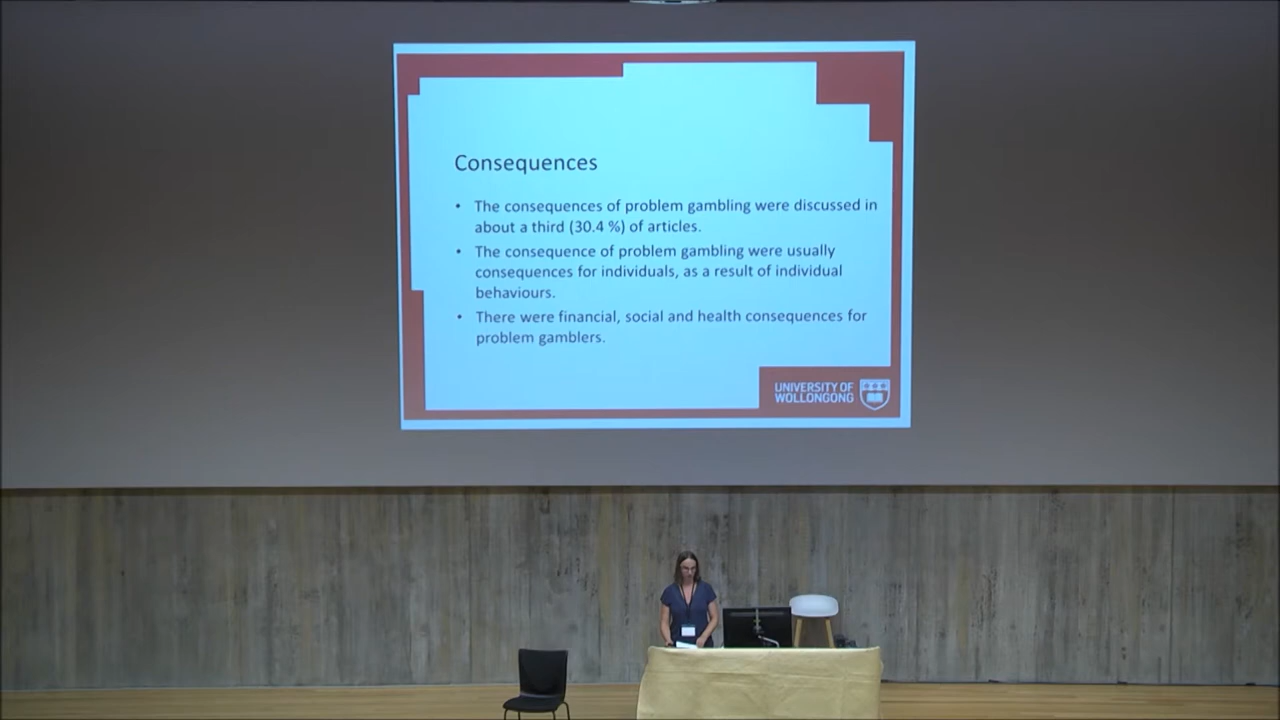 Consequences
• The consequences of problem gambling were discussed in
about a third (30.4 %) of articles.
• The consequence of problem gambling were usually
consequences for individuals, as a result of individual
behaviours.
• There were financial, social and health consequences for
problem gamblers.
UNIVERSITY OF
WOLLONGONG